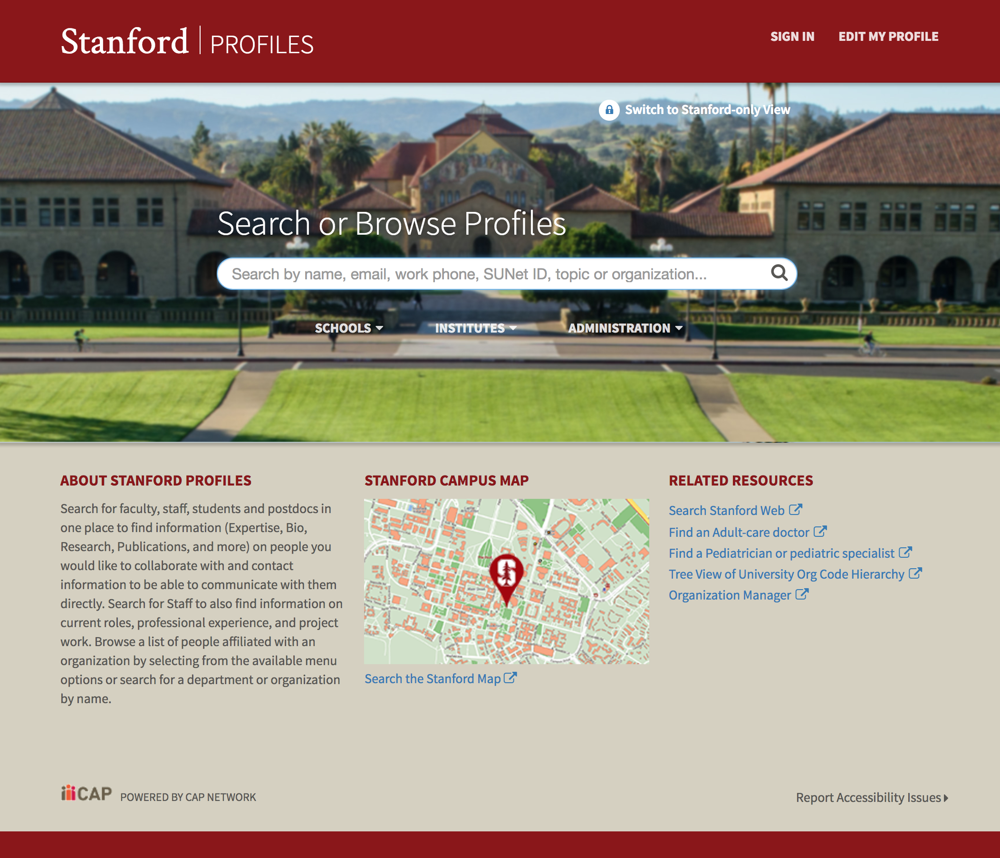 Stanford | PROFILES
SIGN IN
EDIT MY PROFILE
Switch to Stanford-only View
Search or Browse Profiles
Search by name, email, work phone, SUNet ID, topic or organization...
SCHOOLS
INSTITUTES
ADMINISTRATION
ABOUT STANFORD PROFILES
Search for faculty, staff, students and postdocs in
one place to find information (Expertise, Bio,
Research, Publications, and more) on people you
would like to collaborate with and contact
information to be able to communicate with them
directly. Search for Staff to also find information on
current roles, professional experience, and project
work. Browse a list of people affiliated with an
organization by selecting from the available menu
options or search for a department or organization
by name.
STANFORD CAMPUS MAP
S
Search the Stanford Map
RELATED RESOURCES
Search Stanford Web
Find an Adult-care doctor
Find a Pediatrician or pediatric specialist
Tree View of University Org Code Hierarchy
Organization Manager
CAP POWERED BY CAP NETWORK
Report Accessibility Issues